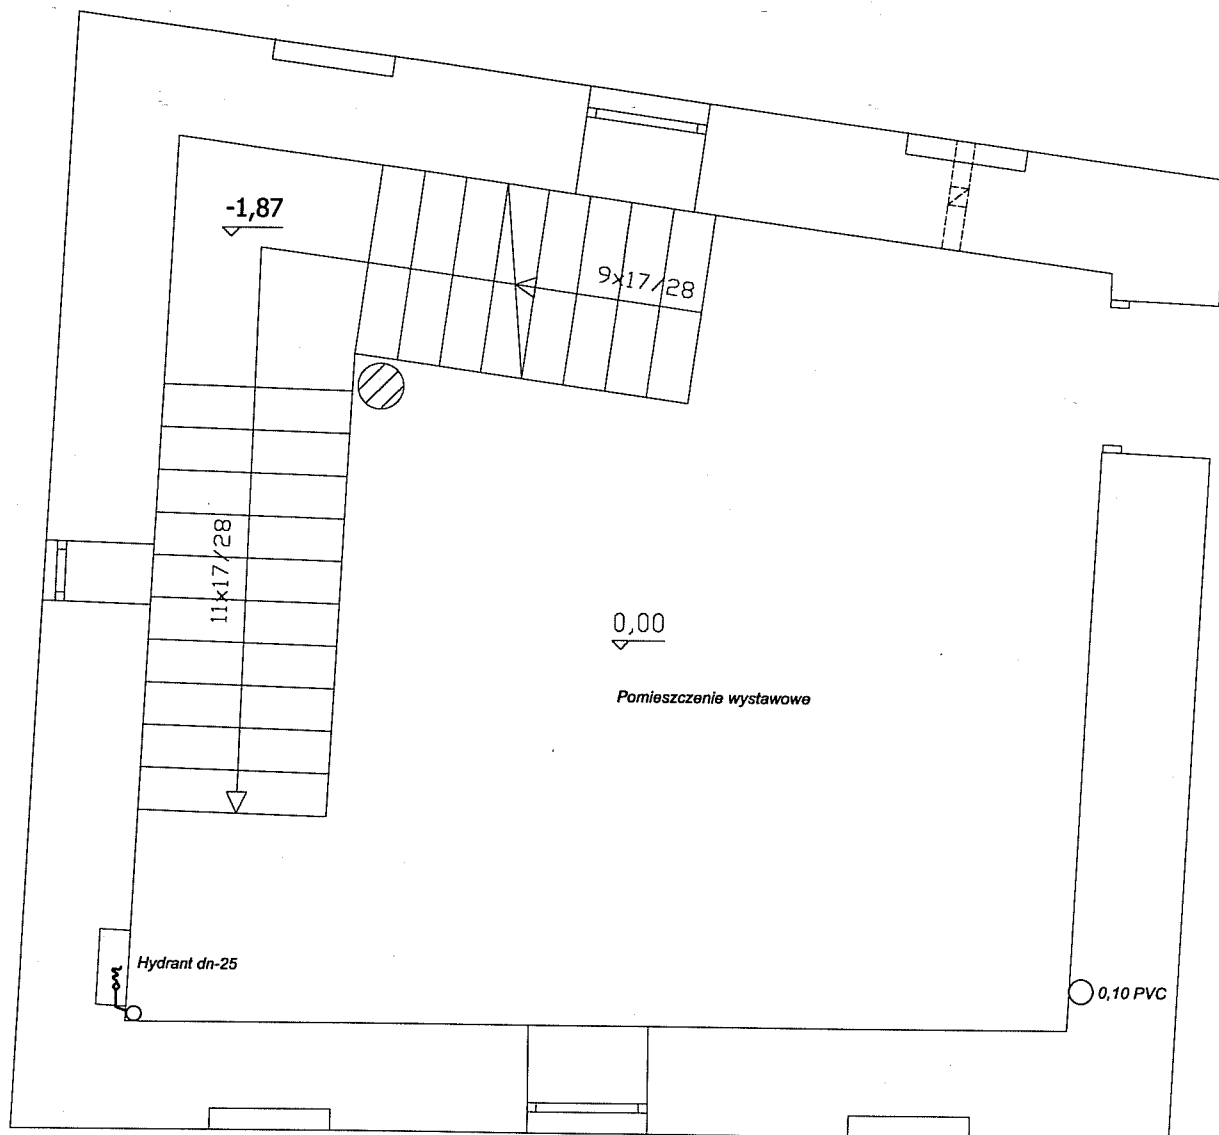 -1,87
9x17/28
11x17/28
0,00
Pomieszczenie wystawowe
Hydrant dn-25
0,10 PVC